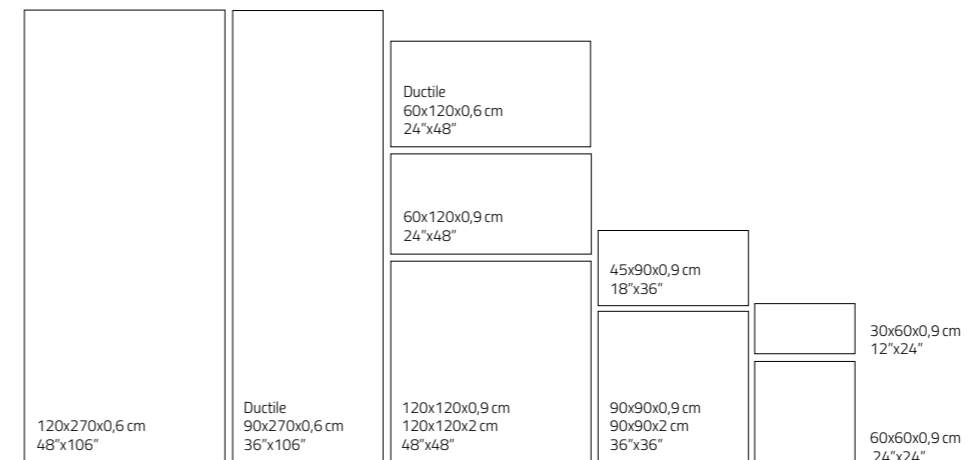 120x270x0,6 cm
48”x106”
Ductile
90x270x0,6 cm
36”x106”
Ductile
60x120x0,6 cm
24”x48”
60x120x0,9 cm
24”x48”
120x120x0,9 cm
120x120x2 cm
48”x48”
45x90x0,9 cm
18”x36”
90x90x0,9 cm
90x90x2 cm
36”x36”
30x60x0,9 cm
12”x24”
60x60x0,9 cm
24”x24”